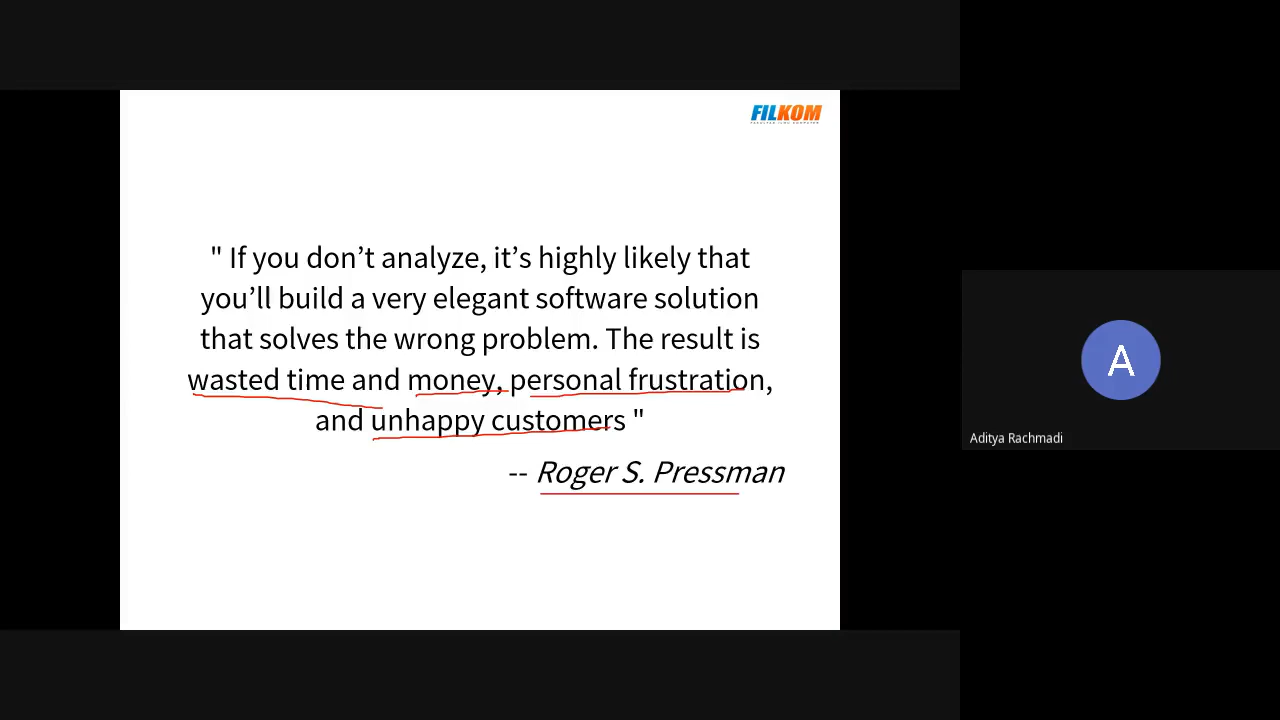 FILKOM
" If you don’t analyze, it’s highly likely that
you’ll build a very elegant software solution
that solves the wrong problem. The result is
wasted time and money, personal frustration,
and unhappy customers "
-- Roger S. Pressman
A
Aditya Rachmadi